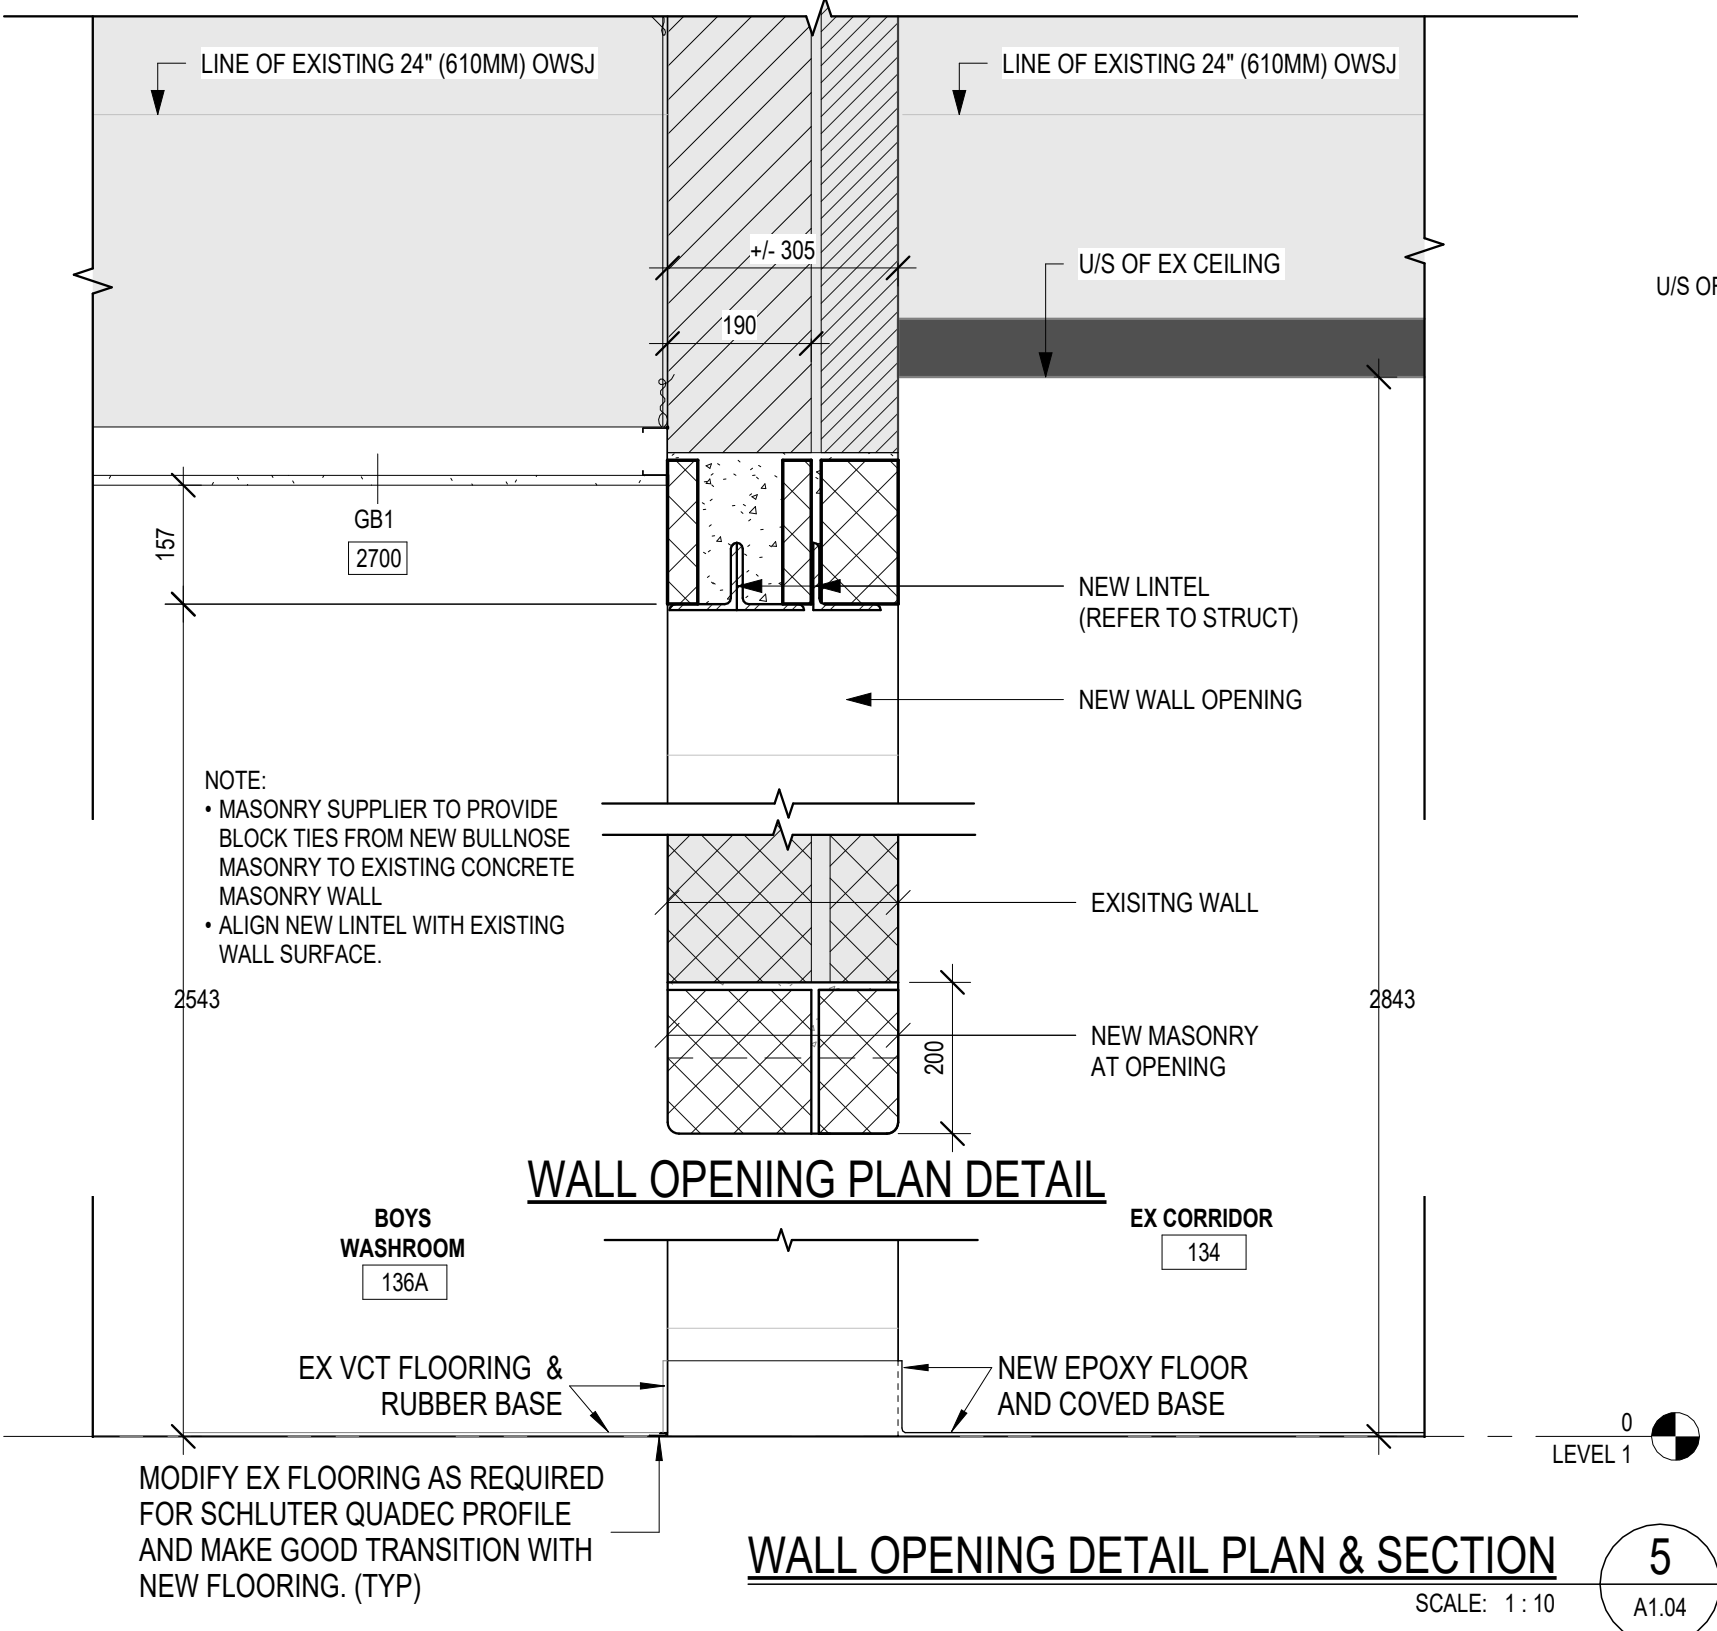 LINE OF EXISTING 24" (610MM) OWSJ
LINE OF EXISTING 24" (610MM) OWSJ
+/- 305
U/S OF EX CEILING
U/S OF
190
GB1
2700
157
NEW LINTEL
(REFER TO STRUCT)
NEW WALL OPENING
NOTE:
• MASONRY SUPPLIER TO PROVIDE
BLOCK TIES FROM NEW BULLNOSE
MASONRY TO EXISTING CONCRETE
MASONRY WALL
• ALIGN NEW LINTEL WITH EXISTING
WALL SURFACE.
EXISITNG WALL
2543
2843
NEW MASONRY
AT OPENING
200
WALL OPENING PLAN DETAIL
BOYS
WASHROOM
136A
EX CORRIDOR
134
EX VCT FLOORING &
RUBBER BASE
NEW EPOXY FLOOR
AND COVED BASE
0
LEVEL 1
MODIFY EX FLOORING AS REQUIRED
FOR SCHLUTER QUADEC PROFILE
AND MAKE GOOD TRANSITION WITH
NEW FLOORING. (TYP)
WALL OPENING DETAIL PLAN & SECTION
SCALE: 1 : 10
5
A1.04